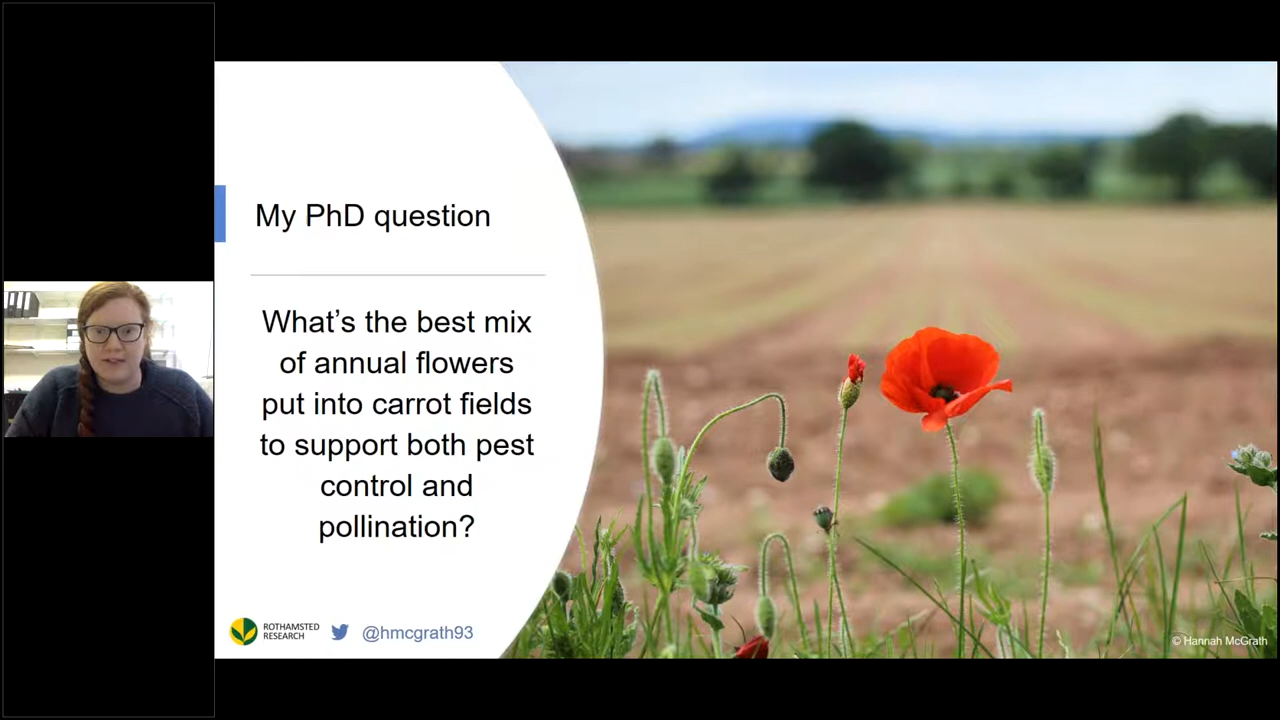 My PhD question
What’s the best mix
of annual flowers
put into carrot fields
to support both pest
control and
pollination?
ROTHAMSTED
RESEARCH
@hmcgrath93
© Hannah McGrath